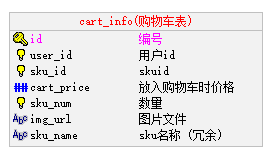 cart_info(购物车表)
id 编号
user_id 用户id
sku_id skuid
cart_price 放入购物车时价格
sku_num 数量
img_url 图片文件
sku_name sku名称 (冗余)